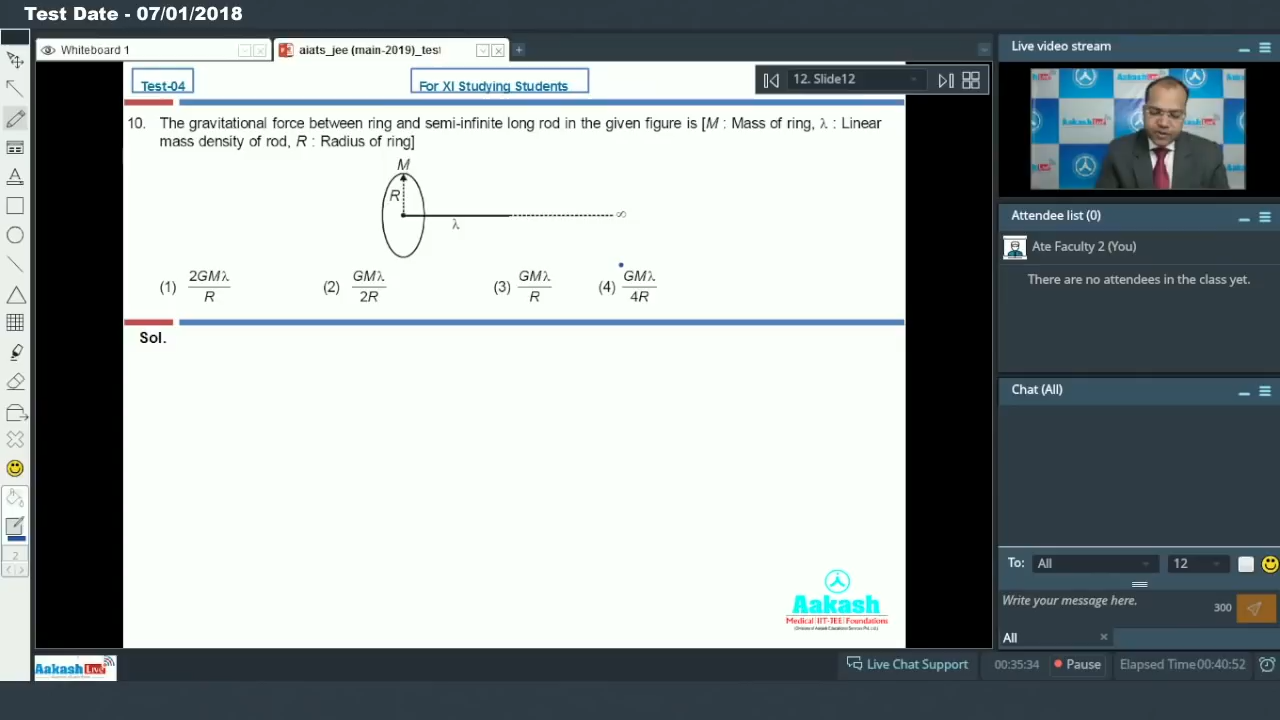 Test Date - 07/01/2018
Whiteboard 1
aiats_jee (main-2019)_test
Live video stream
Test-04
For XI Studying Students
12. Slide12
10. The gravitational force between ring and semi-infinite long rod in the given figure is [M : Mass of ring, λ : Linear
mass density of rod, R : Radius of ring]
M
R
λ
∞
(1) 2GMλ/R (2) GMλ/2R (3) GMλ/R (4) GMλ/4R
Sol.
Aakash
Medical|IIT-JEE|Foundations
Attendee list (0)
Ate Faculty 2 (You)
There are no attendees in the class yet.
Chat (All)
To: All 12
Write your message here.
300
All
2
Aakash Live
Live Chat Support
00:35:34
Pause
Elapsed Time 00:40:52